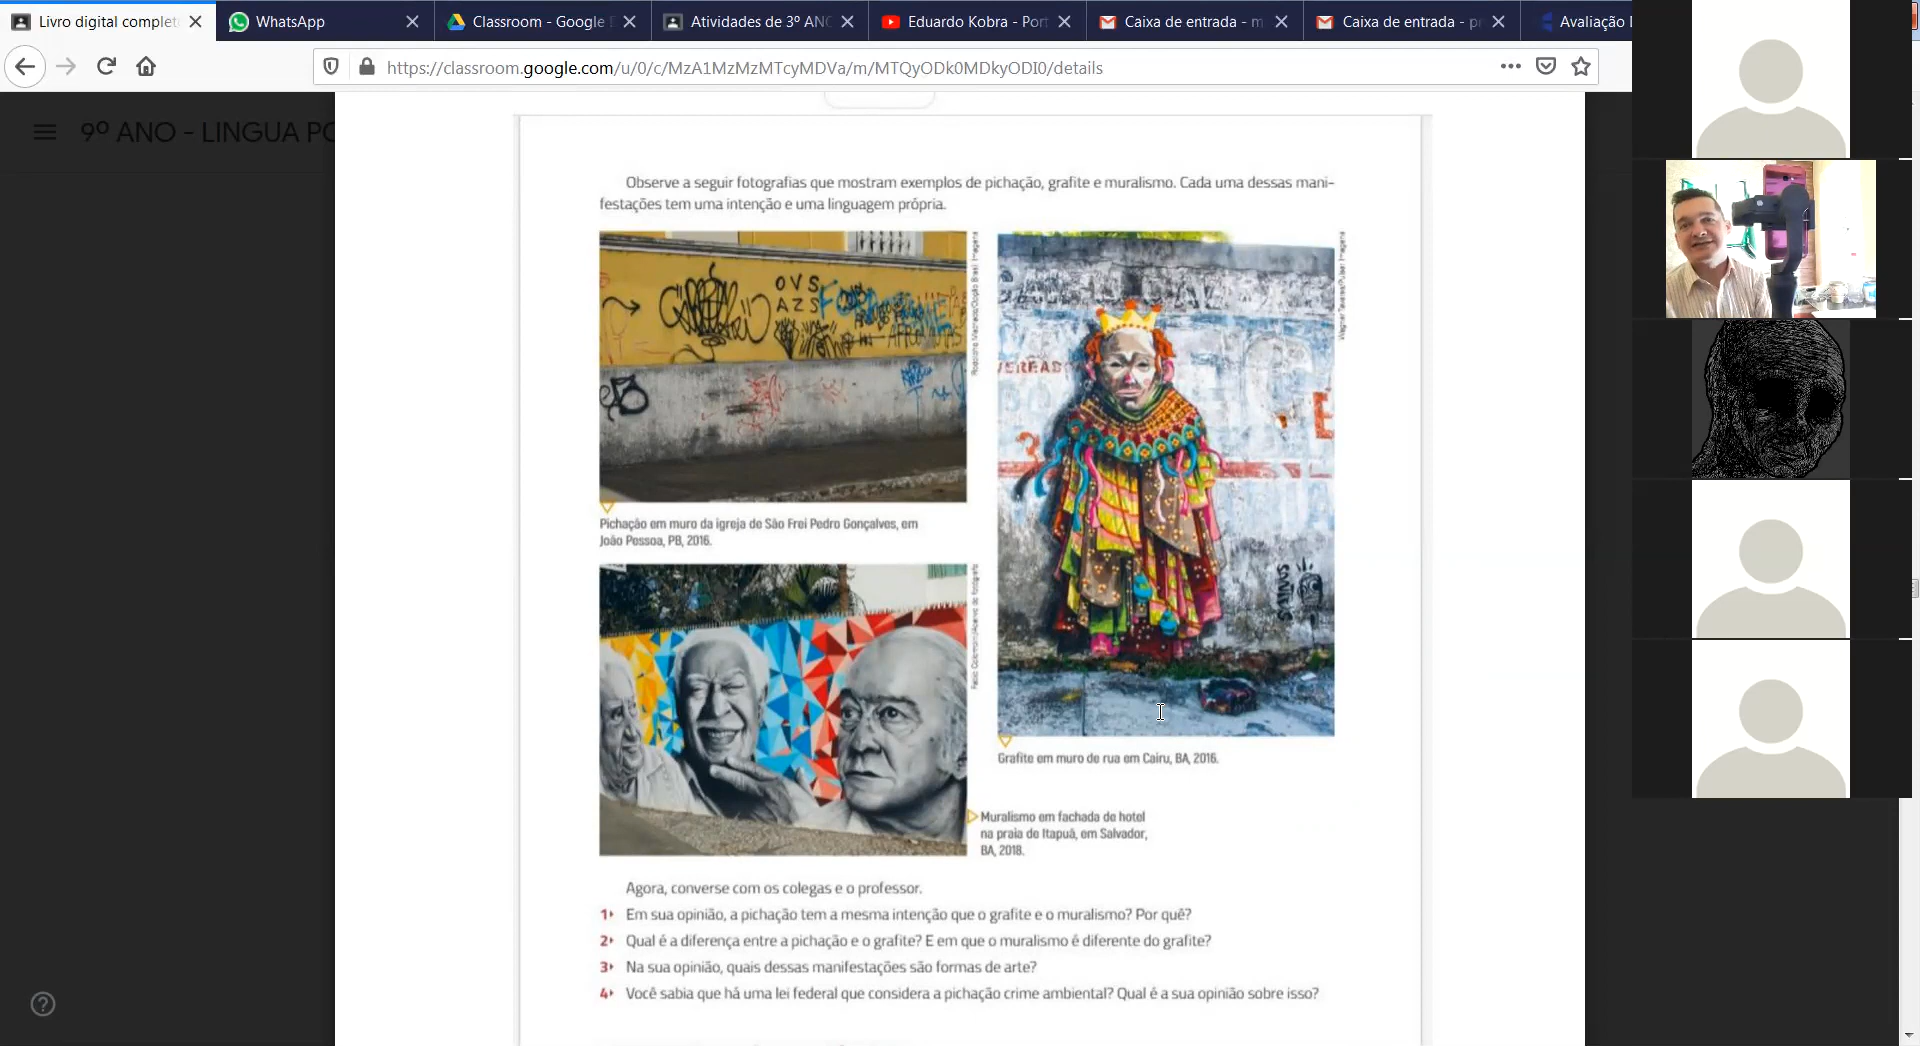 Livro digital complet
WhatsApp
Classroom - Google
Atividades de 3º AN
Eduardo Kobra - Port
Caixa de entrada - m
Caixa de entrada - p
Avaliação
https://classroom.google.com/u/0/c/MzA1MzMzMTcyMDVa/m/MTQyODk0MDkyODI0/details
9º ANO - LINGUA PO
Observe a seguir fotografias que mostram exemplos de pichação, grafite e muralismo. Cada uma dessas mani-
festações tem uma intenção e uma linguagem própria.
OVS
AZS
Pichação em muro da igreja de São Frei Pedro Gonçalves, em
João Pessoa, PB, 2016.
Grafite em muro de rua em Cairu, BA, 2016.
Muralismo em fachada de hotel
na praia de Itapuã, em Salvador,
BA, 2018.
Agora, converse com os colegas e o professor.
1 Em sua opinião, a pichação tem a mesma intenção que o grafite e o muralismo? Por quê?
2 Qual é a diferença entre a pichação e o grafite? E em que o muralismo é diferente do grafite?
3 Na sua opinião, quais dessas manifestações são formas de arte?
4 Você sabia que há uma lei federal que considera a pichação crime ambiental? Qual é a sua opinião sobre isso?